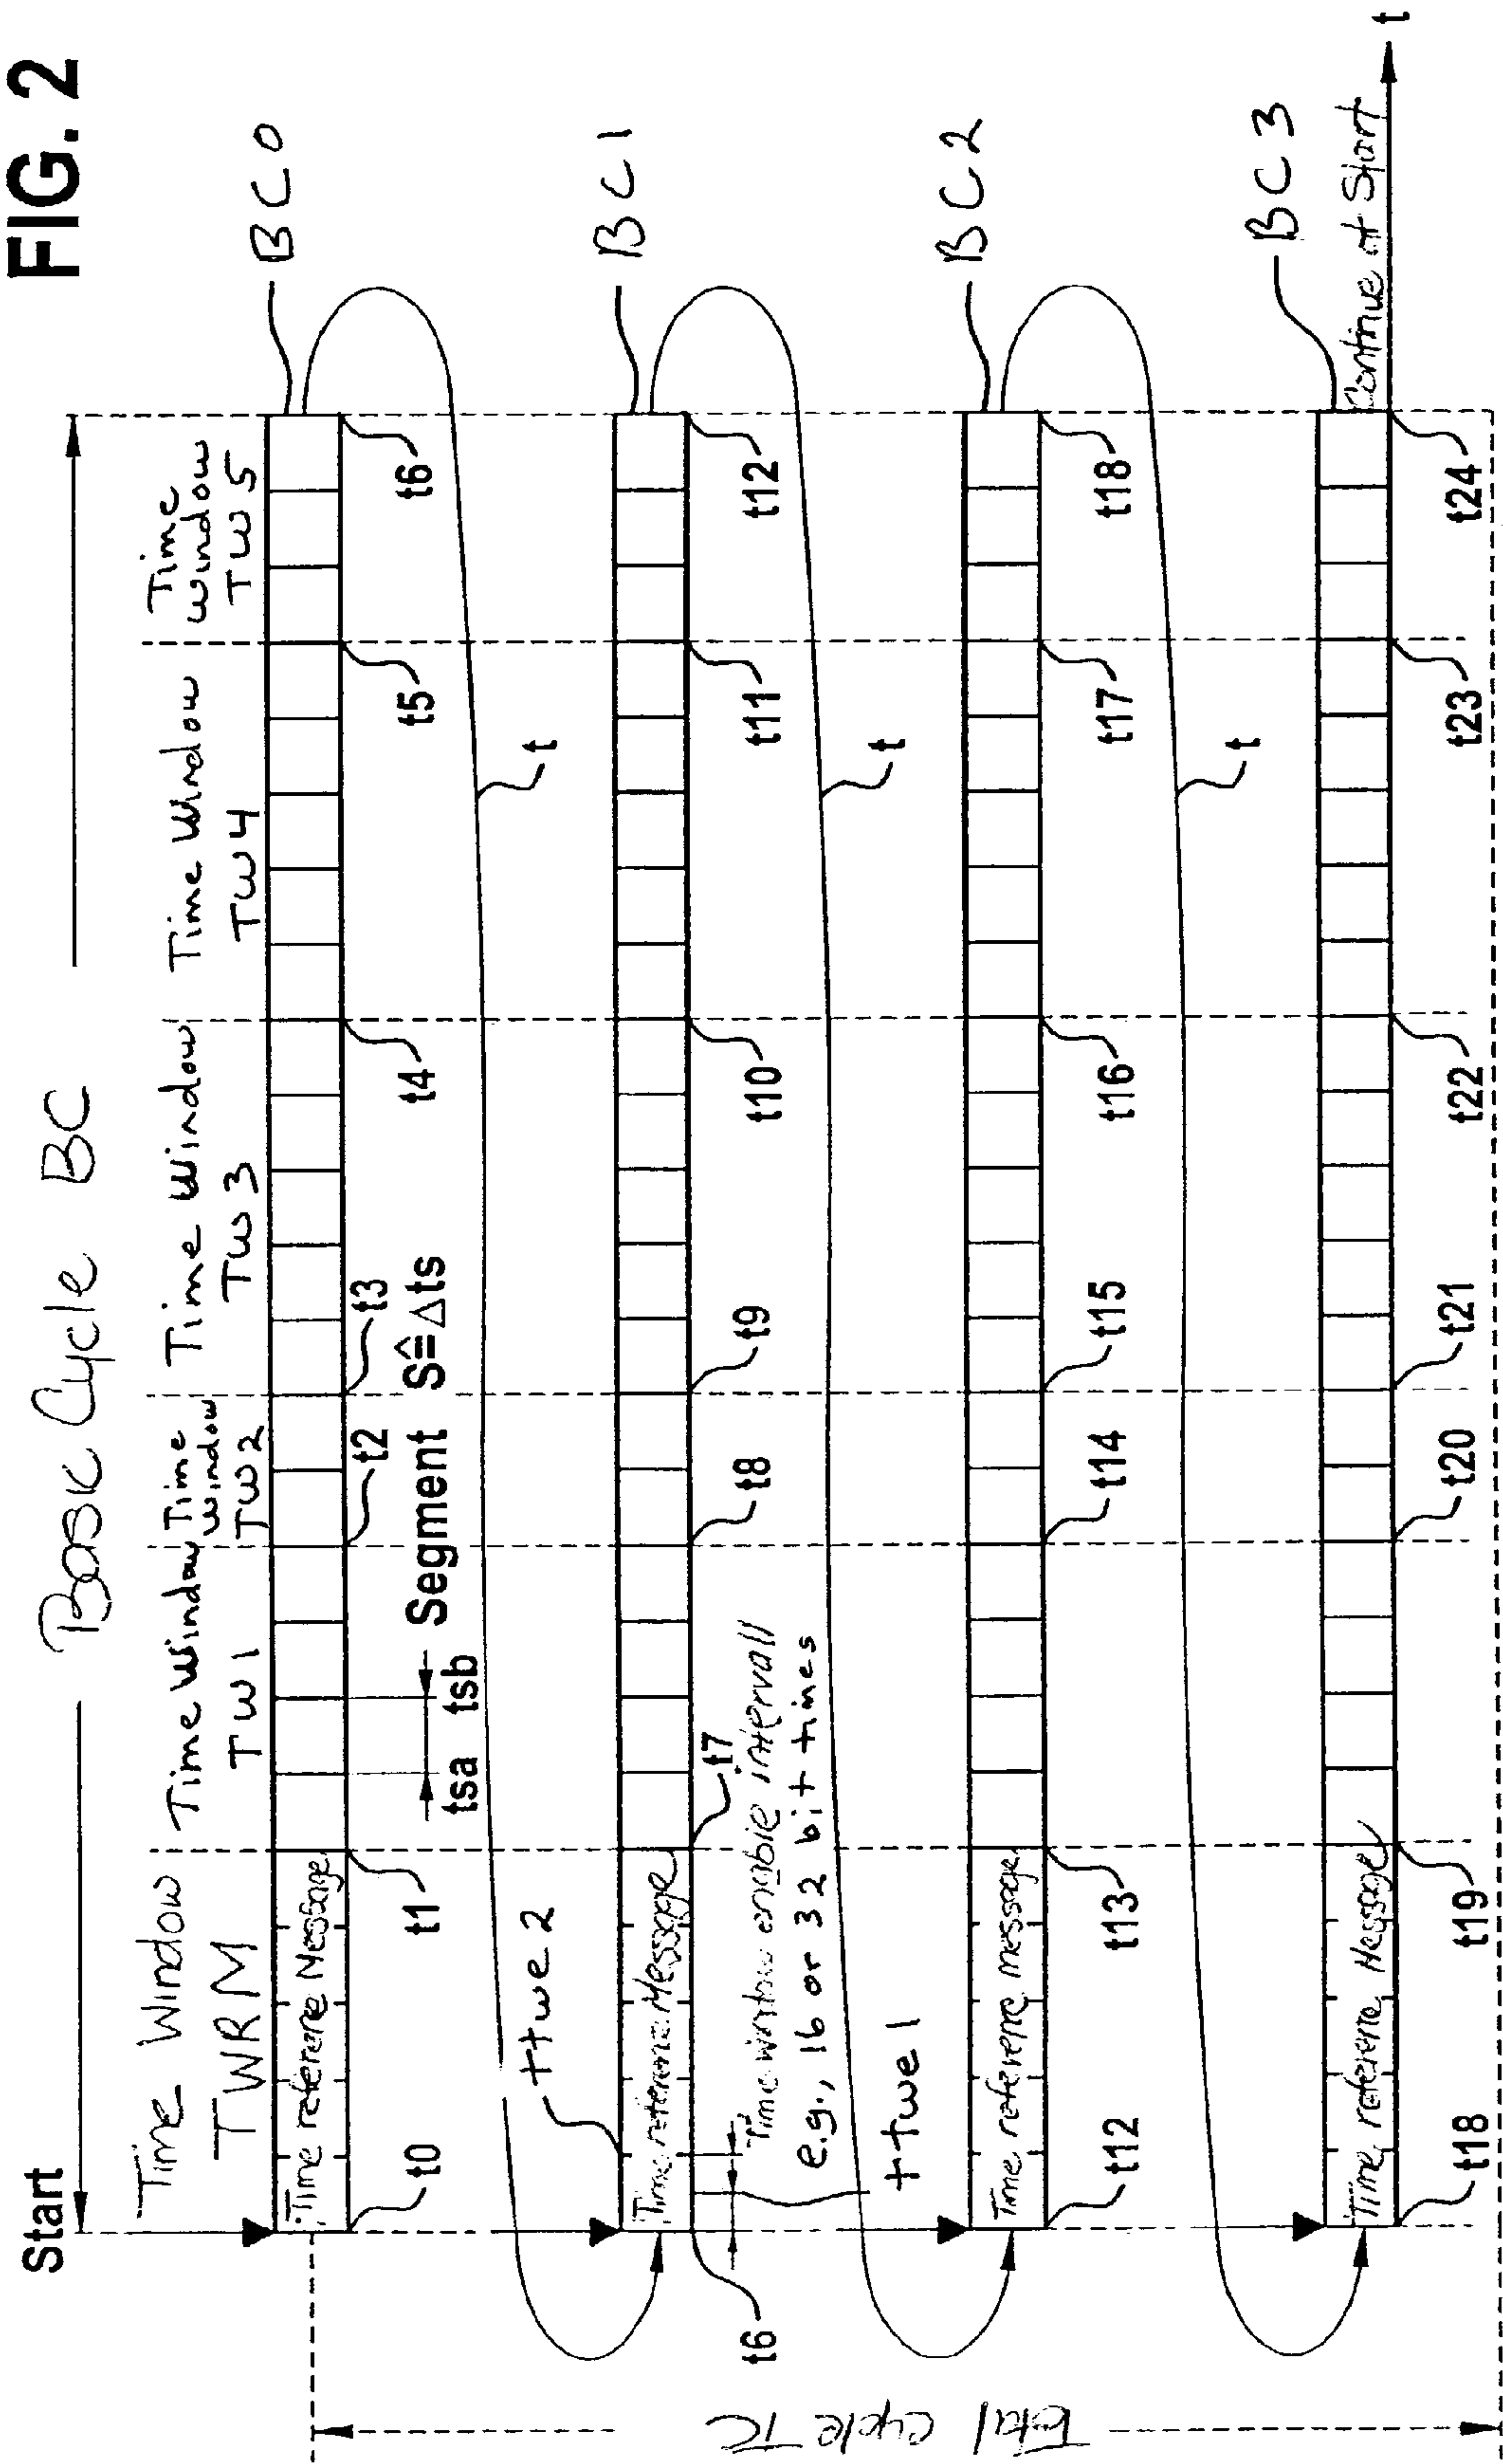 FIG. 2
Basic Cycle BC
Start
Time Window
TWRM
Time Window
TW1
Time
Window
TW2
Time Window
TW3
Time Window
TW4
Time
Window
TW5
Time reference Message
BC0
t0
t1
t2
t3
t4
t5
t6
tsa
tsb
Segment S≙Δts
t
ttwe2
Time reference Message
BC1
t6
t7
t8
t9
t10
t11
t12
Time window enable intervall
e.g., 16 or 32 bit times
ttwe1
t
Time reference message
BC2
t12
t13
t14
t15
t16
t17
t18
t
Time reference Message
BC3
Continue at Start
t
t18
t19
t20
t21
t22
t23
t24
Total cycle TC